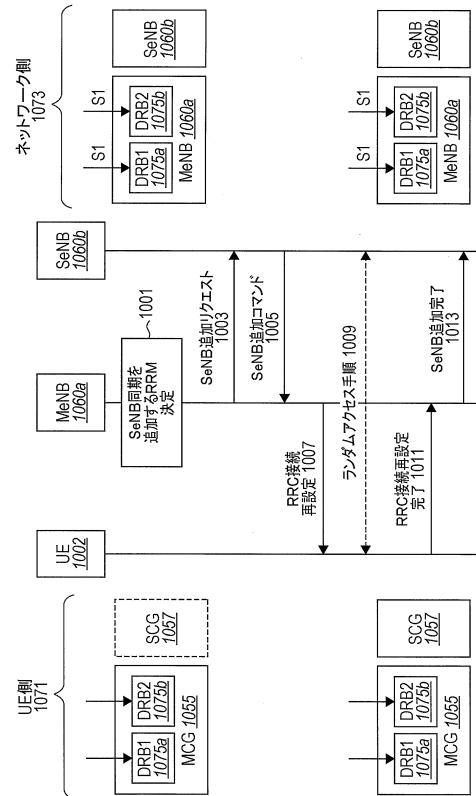 UE側
1071
DRB1
1075a
DRB2
1075b
MCG 1055
SCG
1057
DRB1
1075a
DRB2
1075b
MCG 1055
SCG
1057
UE
1002
MeNB
1060a
SeNB
1060b
SeNB同期を
追加するRRM
決定
1001
SeNB追加リクエスト
1003
SeNB追加コマンド
1005
RRC接続
再設定 1007
ランダムアクセス手順 1009
RRC接続再設定
完了 1011
SeNB追加完了
1013
ネットワーク側
1073
S1
S1
DRB1
1075a
DRB2
1075b
MeNB 1060a
SeNB
1060b
S1
S1
DRB1
1075a
DRB2
1075b
MeNB 1060a
SeNB
1060b